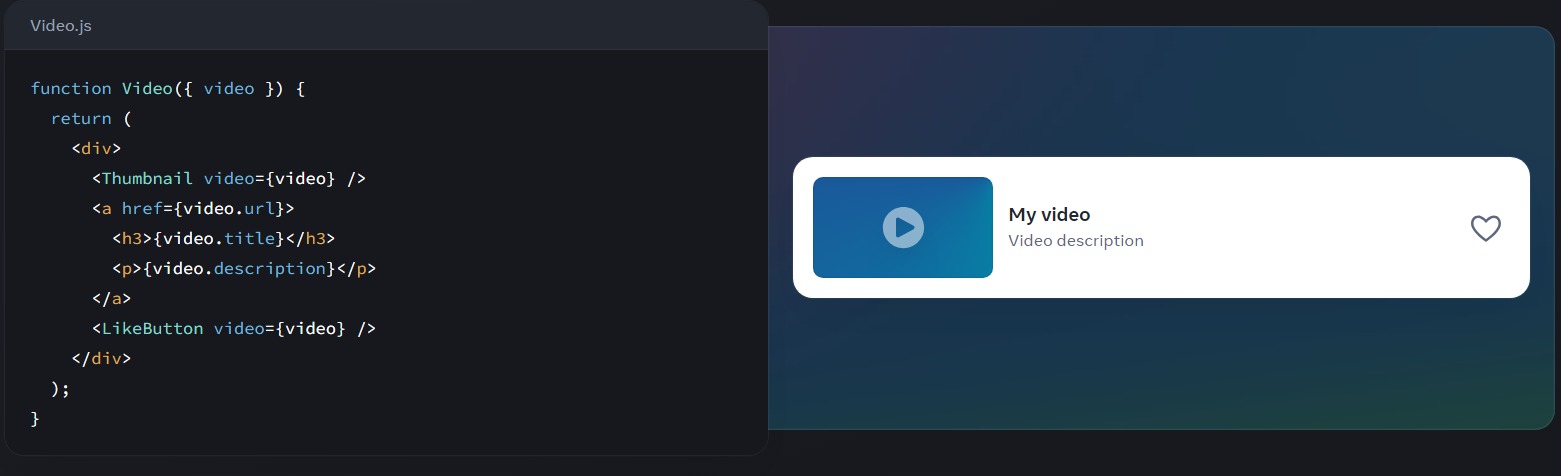 Video.js
function Video({ video }) {
  return (
    <div>
      <Thumbnail video={video} />
      <a href={video.url}>
        <h3>{video.title}</h3>
        <p>{video.description}</p>
      </a>
      <LikeButton video={video} />
    </div>
  );
}
My video
Video description